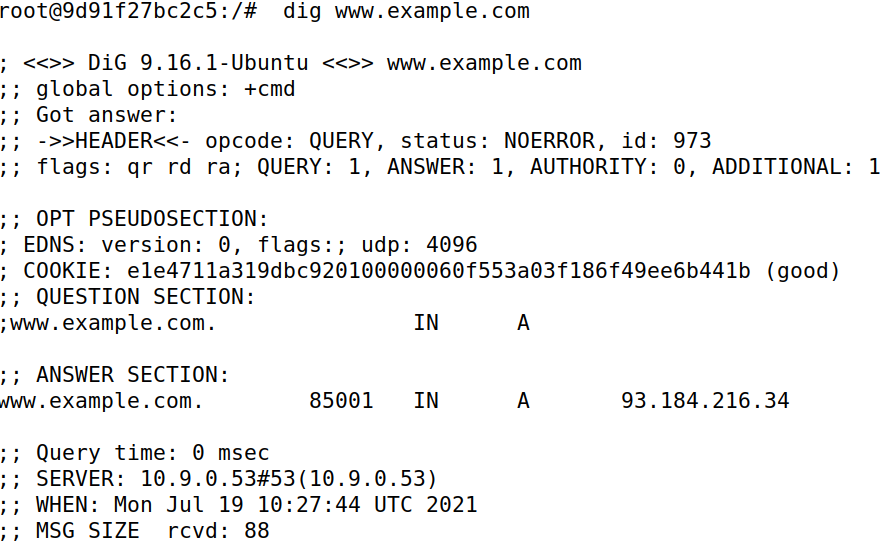 root@9d91f27bc2c5:/# dig www.example.com
; <<>> DiG 9.16.1-Ubuntu <<>> www.example.com
;; global options: +cmd
;; Got answer:
;; ->>HEADER<<- opcode: QUERY, status: NOERROR, id: 973
;; flags: qr rd ra; QUERY: 1, ANSWER: 1, AUTHORITY: 0, ADDITIONAL: 1
;; OPT PSEUDOSECTION:
; EDNS: version: 0, flags:; udp: 4096
; COOKIE: e1e4711a319dbc920100000060f553a03f186f49ee6b441b (good)
;; QUESTION SECTION:
;www.example.com. IN A
;; ANSWER SECTION:
www.example.com. 85001 IN A 93.184.216.34
;; Query time: 0 msec
;; SERVER: 10.9.0.53#53(10.9.0.53)
;; WHEN: Mon Jul 19 10:27:44 UTC 2021
;; MSG SIZE rcvd: 88